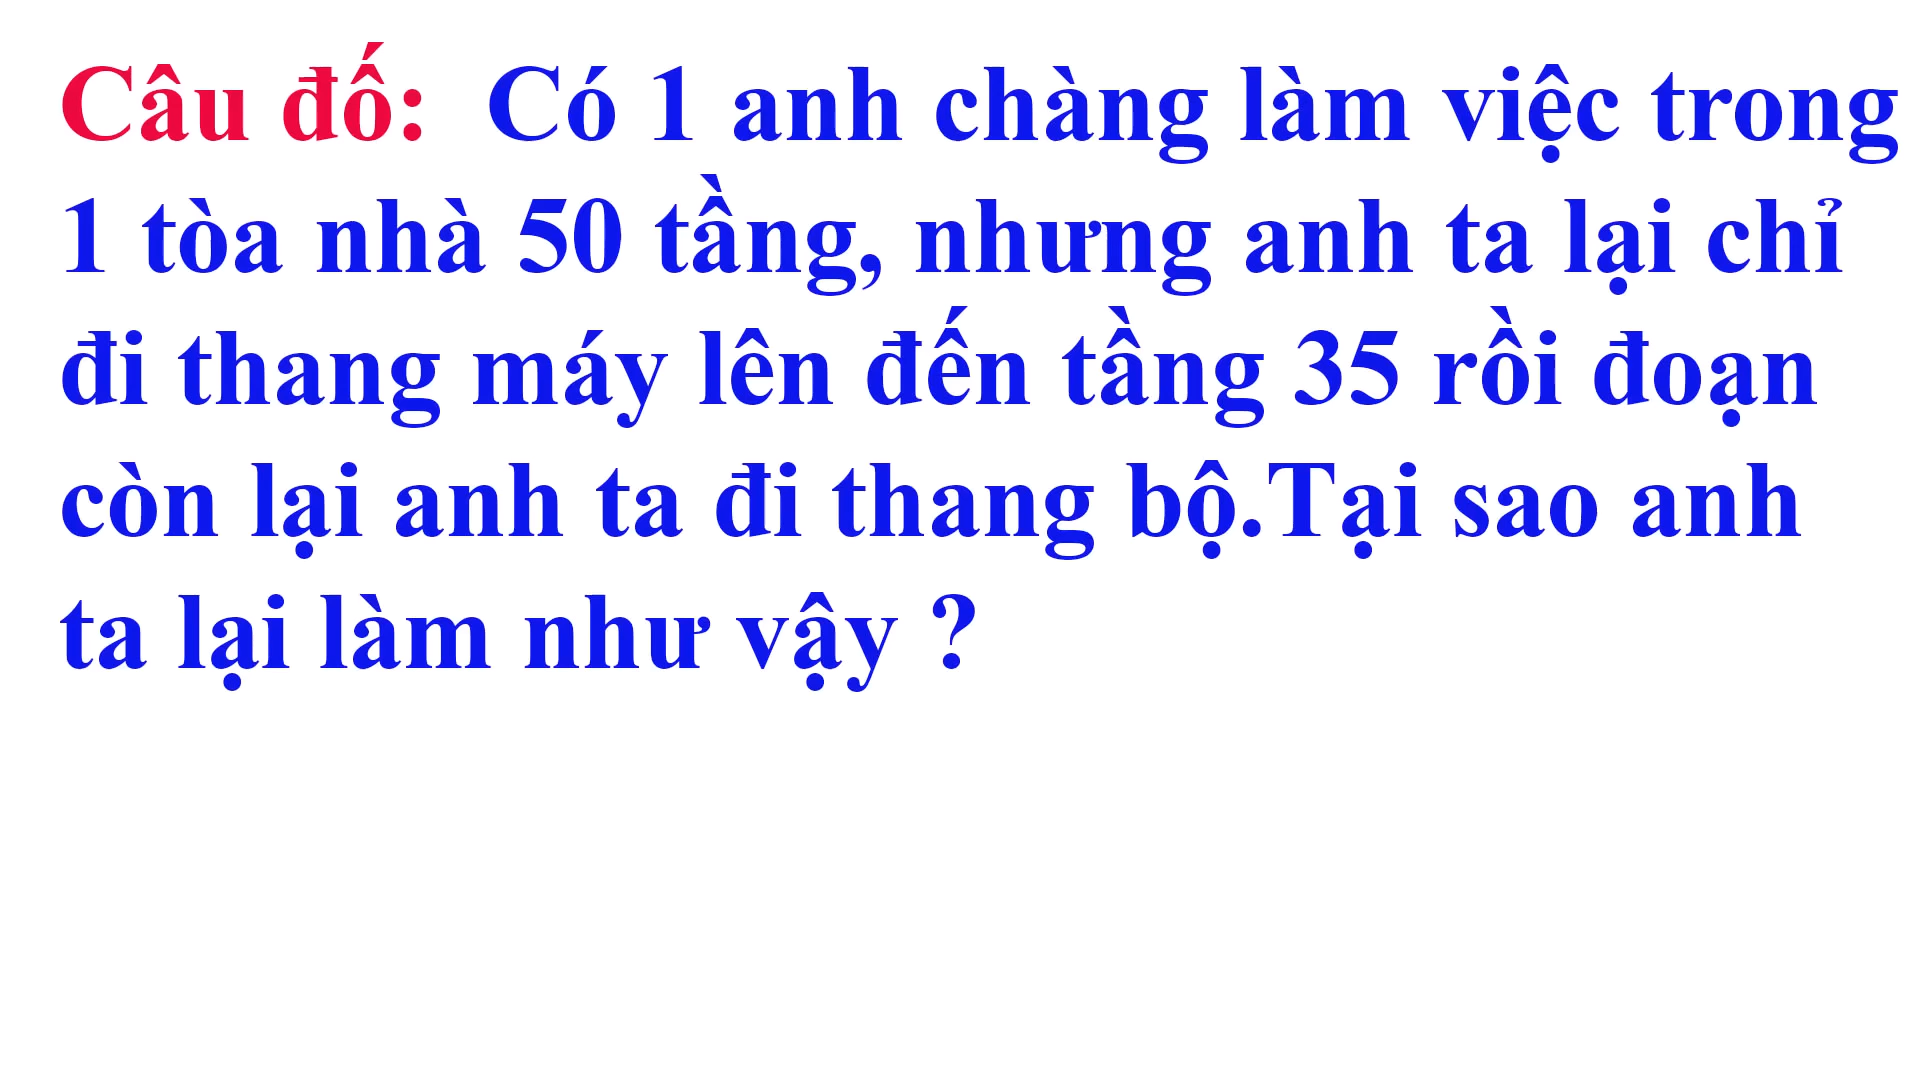 Câu đố: Có 1 anh chàng làm việc trong
1 tòa nhà 50 tầng, nhưng anh ta lại chỉ
đi thang máy lên đến tầng 35 rồi đoạn
còn lại anh ta đi thang bộ.Tại sao anh
ta lại làm như vậy ?